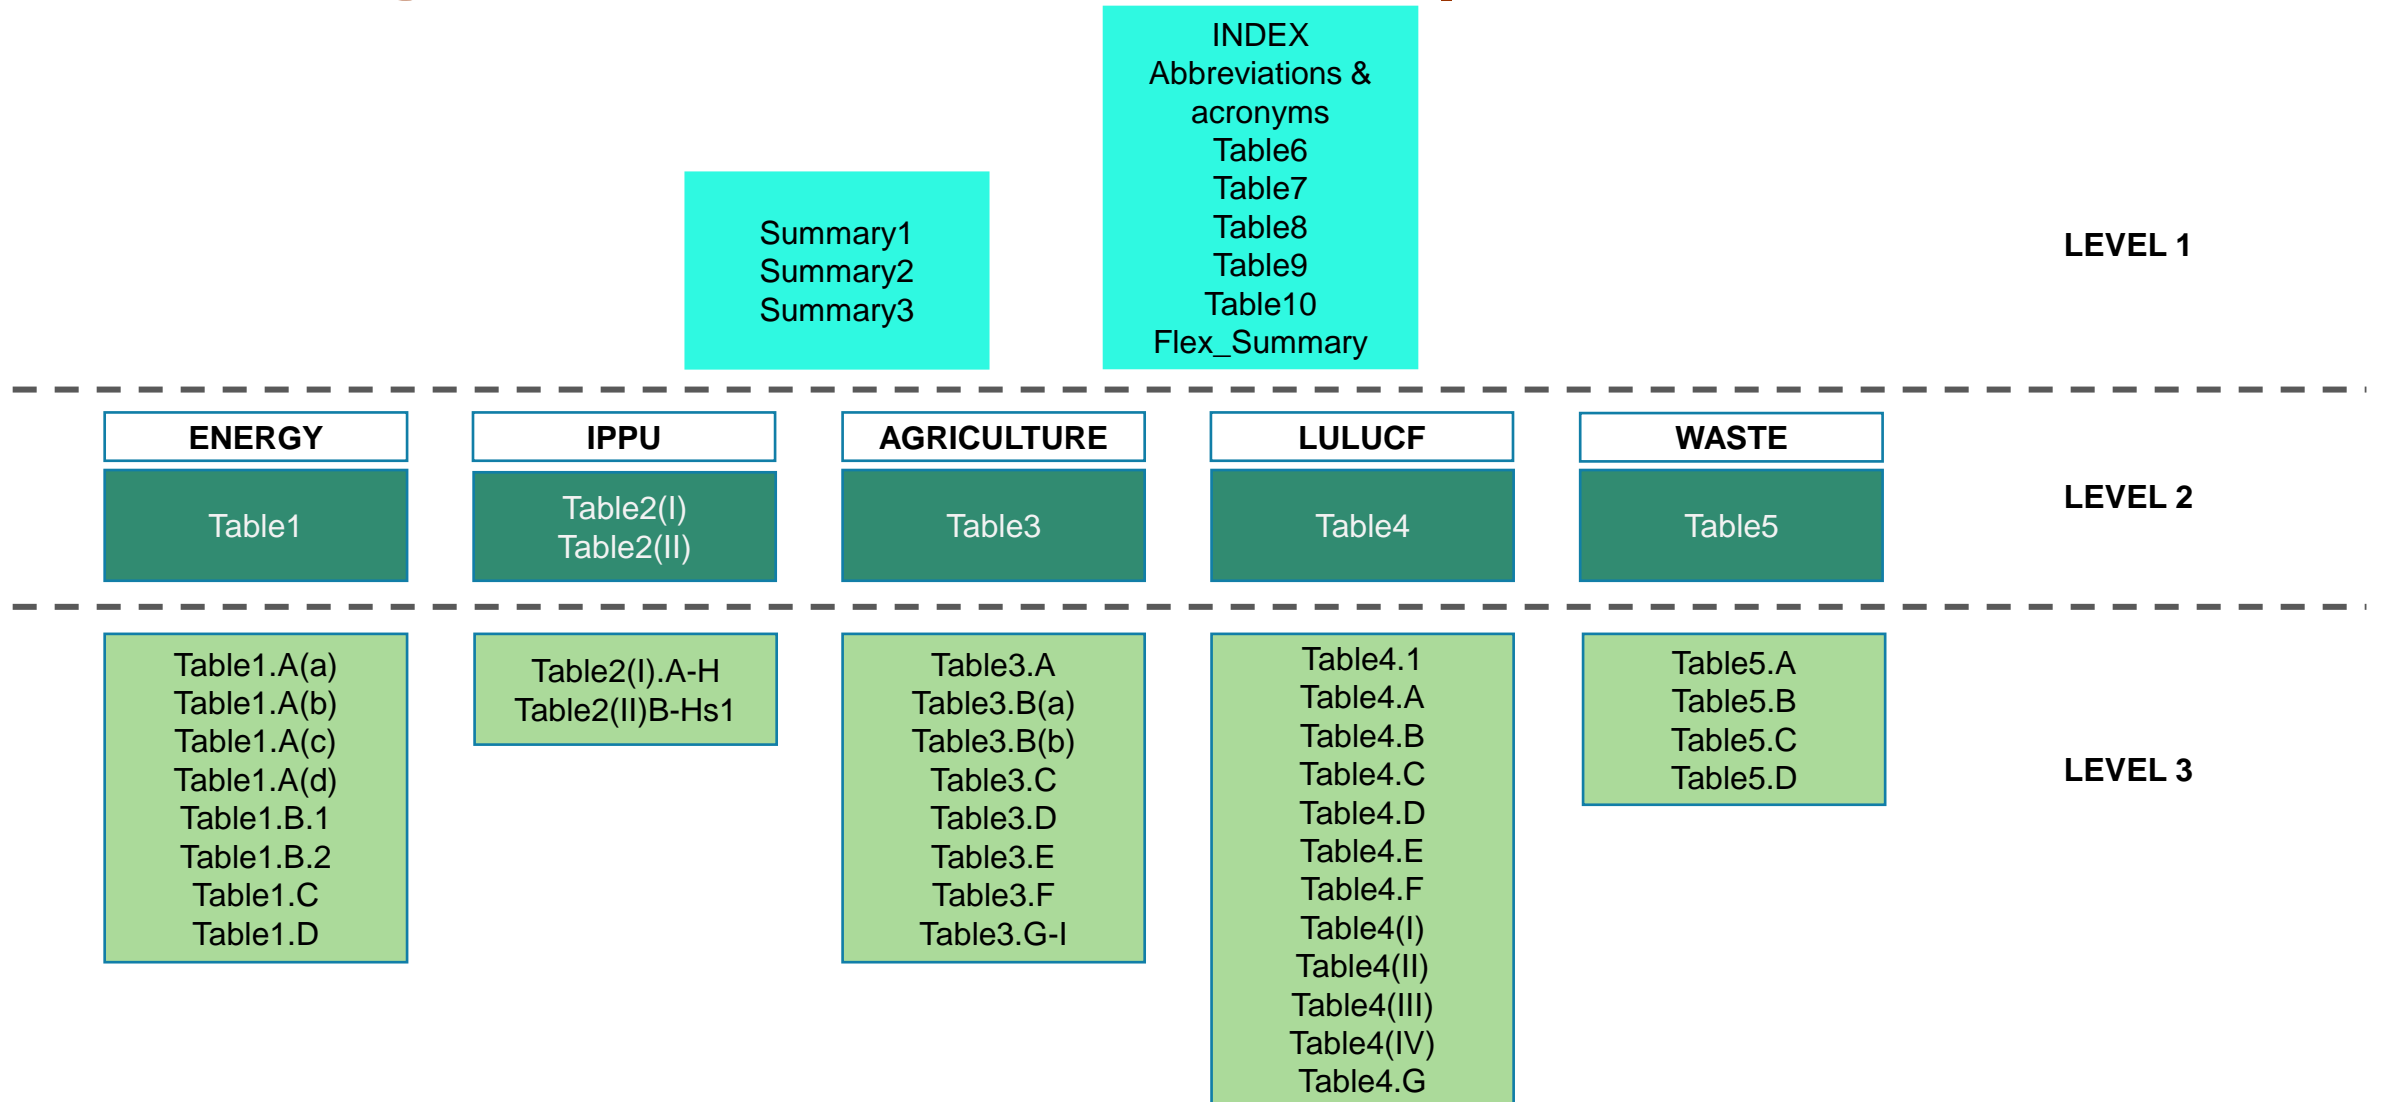 INDEX
Abbreviations &
acronyms
Table6
Table7
Table8
Table9
Table10
Flex_Summary
Summary1
Summary2
Summary3
LEVEL 1
ENERGY
IPPU
AGRICULTURE
LULUCF
WASTE
Table1
Table2(I)
Table2(II)
Table3
Table4
Table5
LEVEL 2
Table1.A(a)
Table1.A(b)
Table1.A(c)
Table1.A(d)
Table1.B.1
Table1.B.2
Table1.C
Table1.D
Table2(I).A-H
Table2(II)B-Hs1
Table3.A
Table3.B(a)
Table3.B(b)
Table3.C
Table3.D
Table3.E
Table3.F
Table3.G-I
Table4.1
Table4.A
Table4.B
Table4.C
Table4.D
Table4.E
Table4.F
Table4(I)
Table4(II)
Table4(III)
Table4(IV)
Table4.G
Table5.A
Table5.B
Table5.C
Table5.D
LEVEL 3